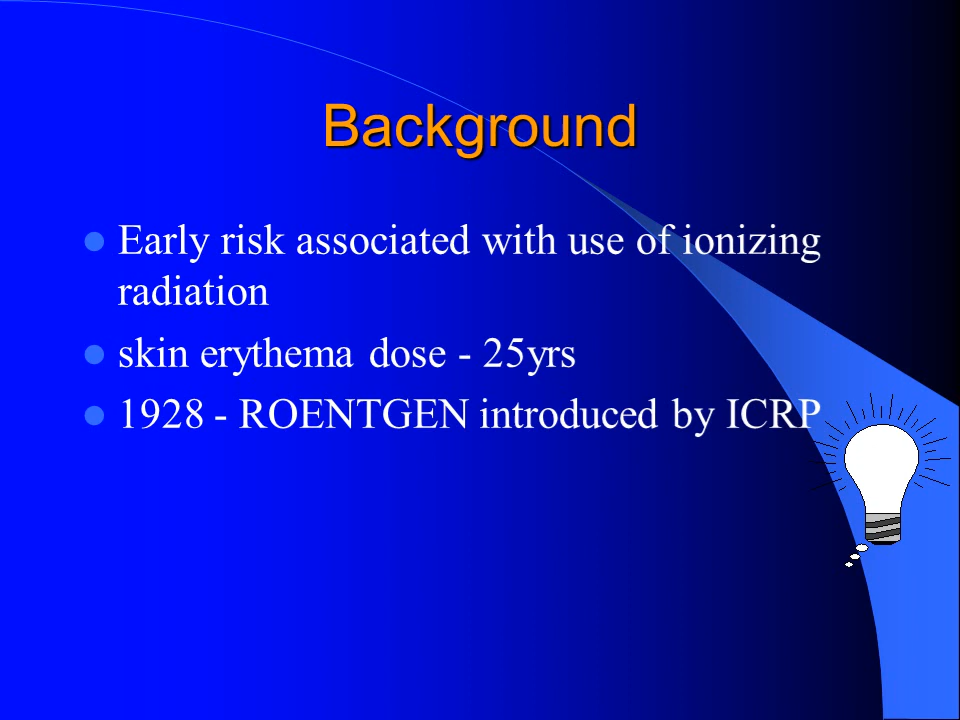 Background
Early risk associated with use of ionizing
radiation
skin erythema dose - 25yrs
1928 - ROENTGEN introduced by ICRP